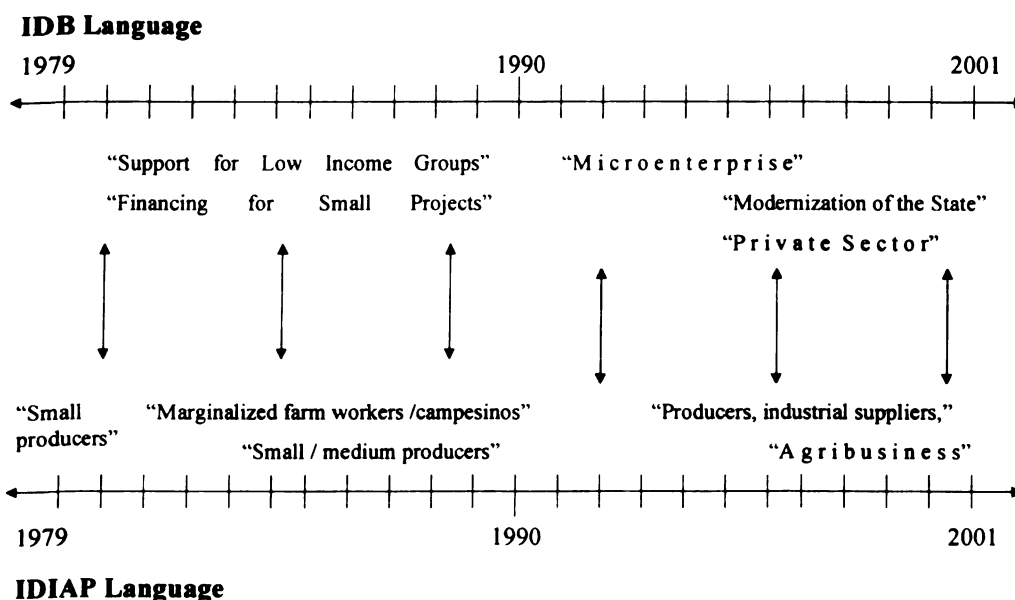 IDB Language
1979 1990 2001
“Support for Low Income Groups” “Microenterprise”
“Financing for Small Projects” “Modernization of the State”
“Private Sector”
“Small “Marginalized farm workers /campesinos” “Producers, industrial suppliers,”
producers” “Small / medium producers” “Agribusiness”
1979 1990 2001
IDIAP Language